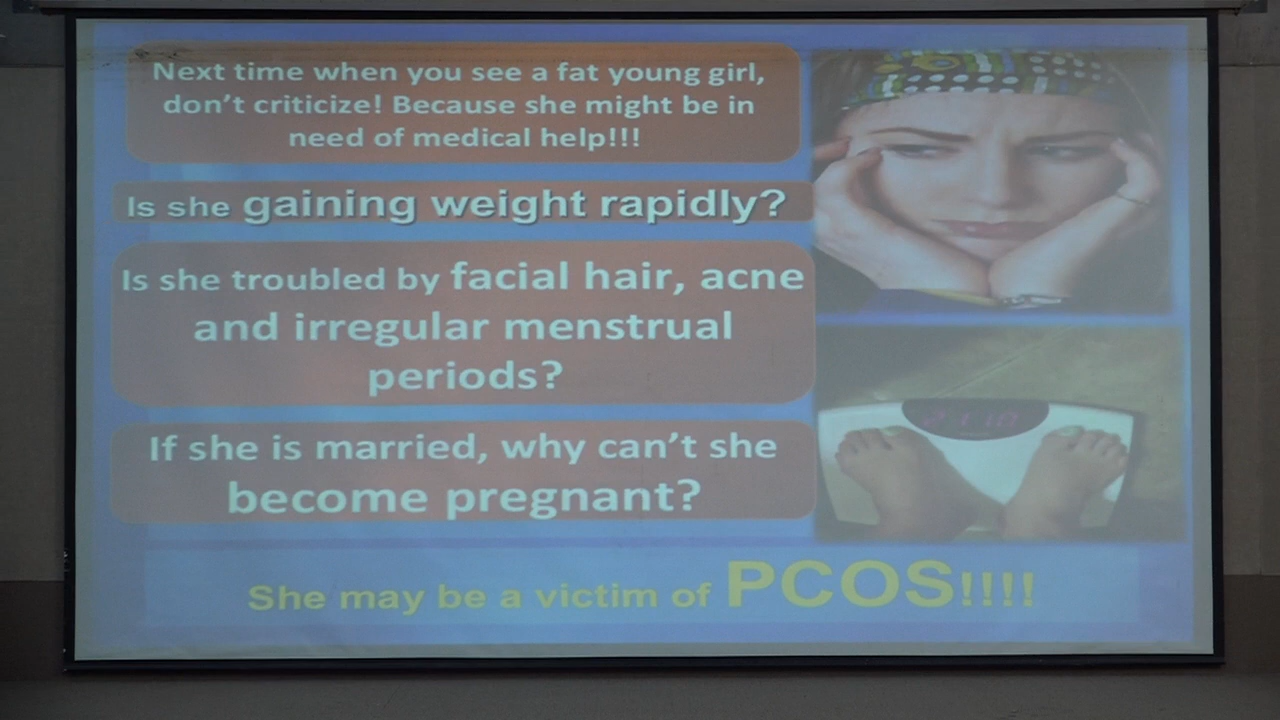 Next time when you see a fat young girl,
don't criticize! Because she might be in
need of medical help!!!
Is she gaining weight rapidly?
Is she troubled by facial hair, acne
and irregular menstrual
periods?
If she is married, why can't she
become pregnant?
She may be a victim of PCOS!!!!